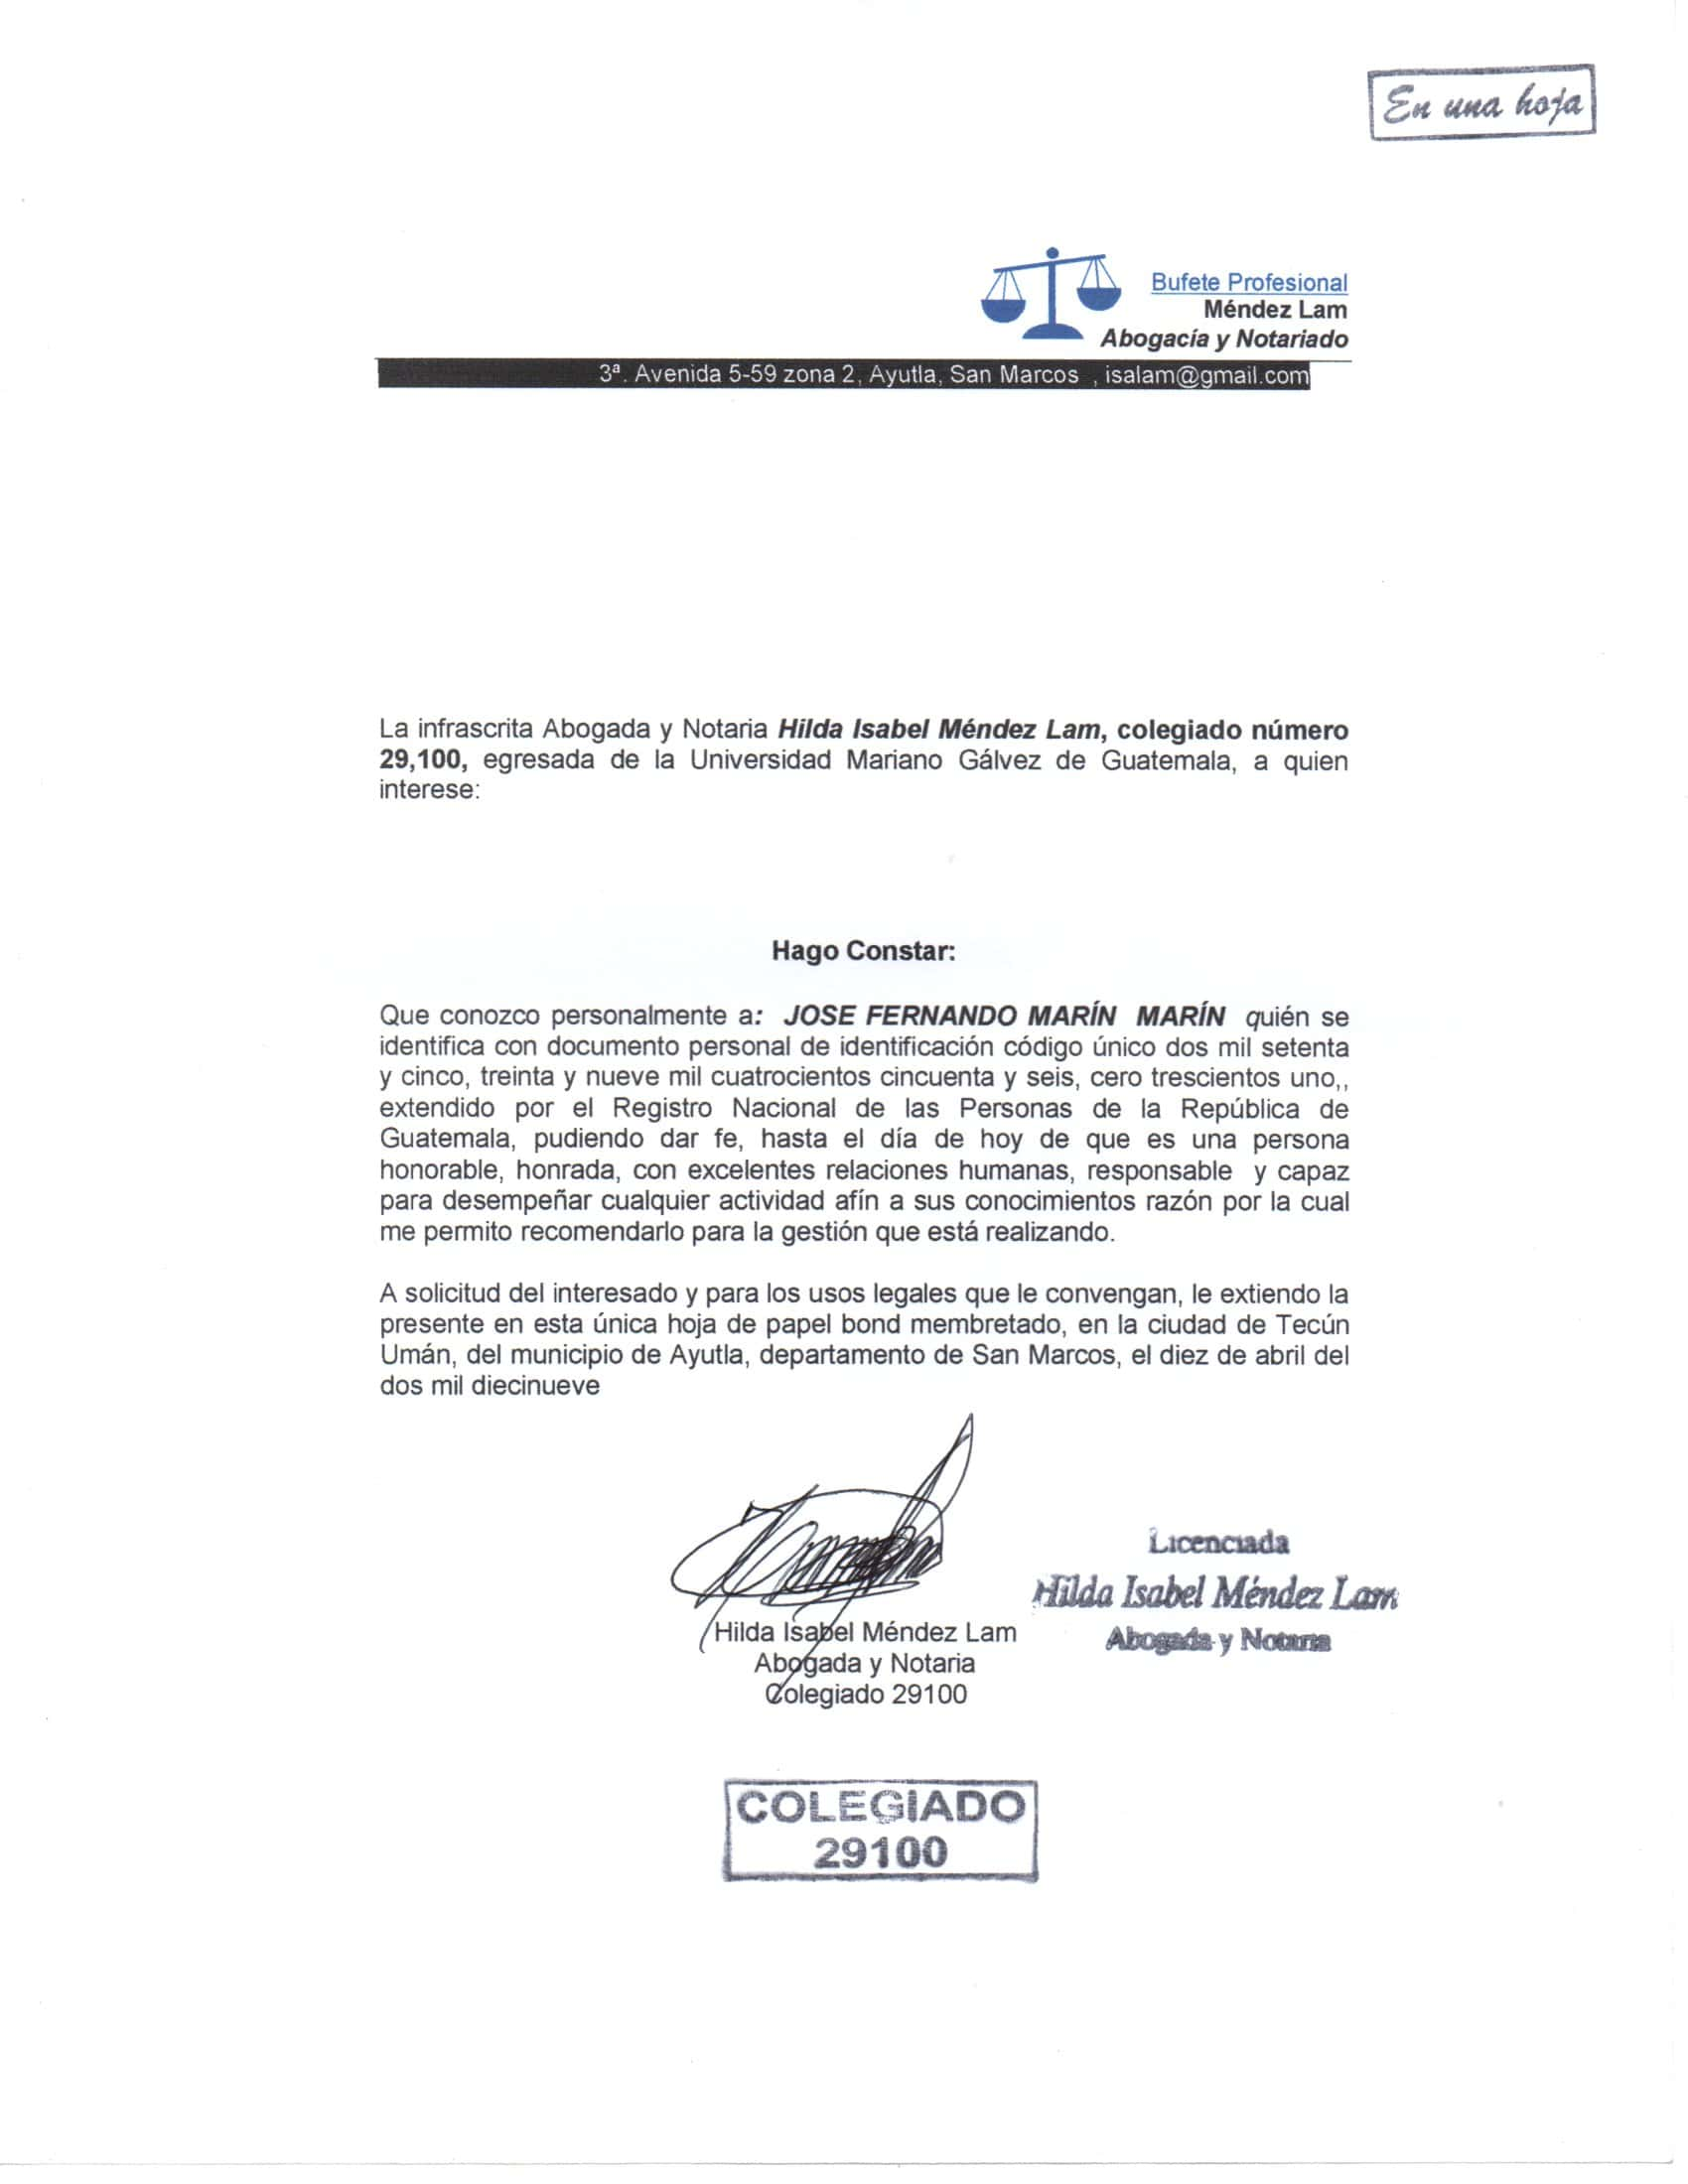 En una hoja
Bufete Profesional
Méndez Lam
Abogacía y Notariado
3ª. Avenida 5-59 zona 2, Ayutla, San Marcos , isalam@gmail.com
La infrascrita Abogada y Notaria Hilda Isabel Méndez Lam, colegiado número
29,100, egresada de la Universidad Mariano Gálvez de Guatemala, a quien
interese:
Hago Constar:
Que conozco personalmente a: JOSE FERNANDO MARÍN MARÍN quién se
identifica con documento personal de identificación código único dos mil setenta
y cinco, treinta y nueve mil cuatrocientos cincuenta y seis, cero trescientos uno,,
extendido por el Registro Nacional de las Personas de la República de
Guatemala, pudiendo dar fe, hasta el día de hoy de que es una persona
honorable, honrada, con excelentes relaciones humanas, responsable y capaz
para desempeñar cualquier actividad afín a sus conocimientos razón por la cual
me permito recomendarlo para la gestión que está realizando.
A solicitud del interesado y para los usos legales que le convengan, le extiendo la
presente en esta única hoja de papel bond membretado, en la ciudad de Tecún
Umán, del municipio de Ayutla, departamento de San Marcos, el diez de abril del
dos mil diecinueve
Hilda Isabel Méndez Lam
Abogada y Notaria
Colegiado 29100
Licenciada
Hilda Isabel Méndez Lam
Abogada y Notaria
COLEGIADO
29100